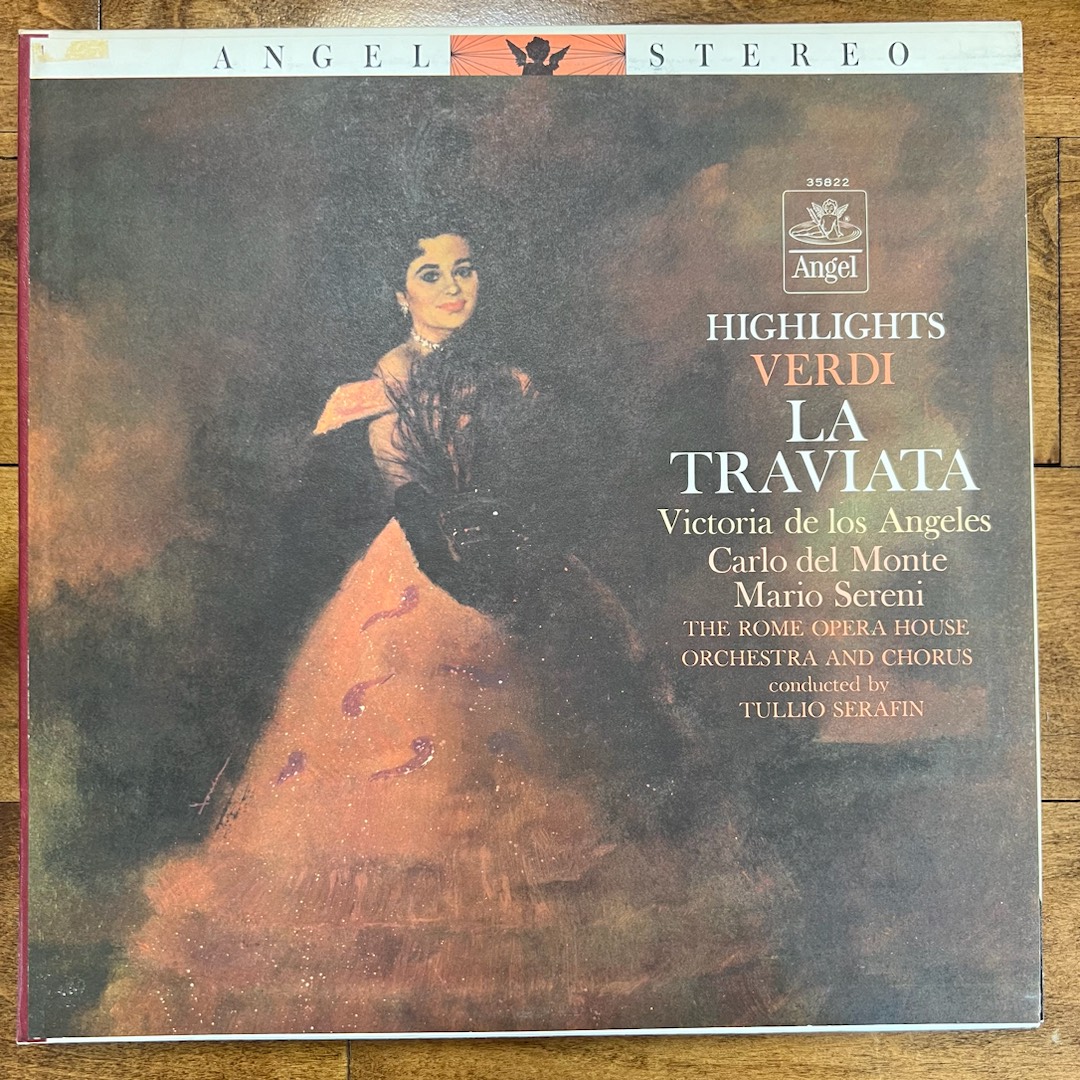 ANGEL STEREO
35822
Angel
HIGHLIGHTS
VERDI
LA
TRAVIATA
Victoria de los Angeles
Carlo del Monte
Mario Sereni
THE ROME OPERA HOUSE
ORCHESTRA AND CHORUS
conducted by
TULLIO SERAFIN